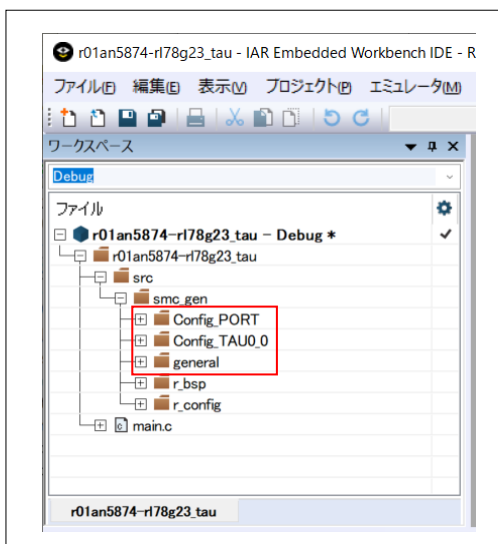 r01an5874-rl78g23_tau - IAR Embedded Workbench IDE - R
ファイル(F) 編集(E) 表示(V) プロジェクト(P) エミュレータ(M)
ワークスペース
Debug
ファイル
r01an5874-rl78g23_tau - Debug *
r01an5874-rl78g23_tau
src
smc_gen
Config_PORT
Config_TAU0_0
general
r_bsp
r_config
main.c
r01an5874-rl78g23_tau